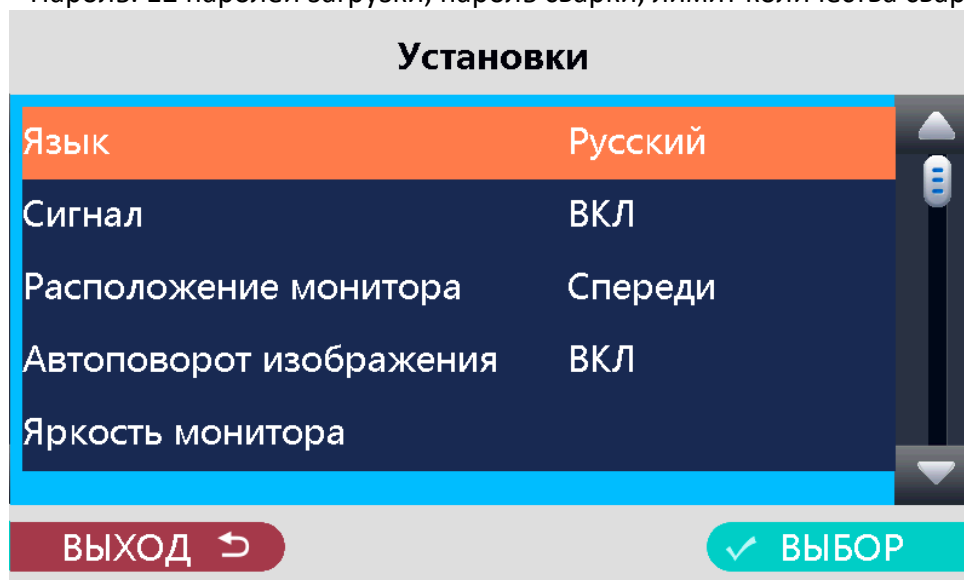 Установки
Язык Русский
Сигнал ВКЛ
Расположение монитора Спереди
Автоповорот изображения ВКЛ
Яркость монитора
ВЫХОД ВЫБОР